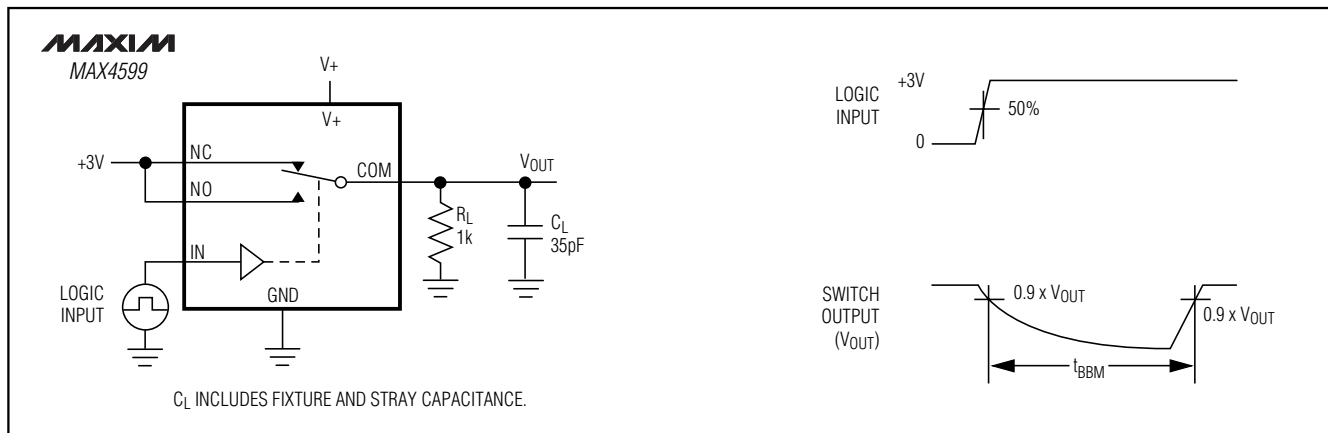 MAXIM
MAX4599
V+
V+
+3V
NC
NO
COM
VOUT
RL
1k
CL
35pF
IN
GND
LOGIC
INPUT
CL INCLUDES FIXTURE AND STRAY CAPACITANCE.
LOGIC
INPUT
+3V
50%
0
SWITCH
OUTPUT
(VOUT)
0.9 x VOUT
0.9 x VOUT
tBBM